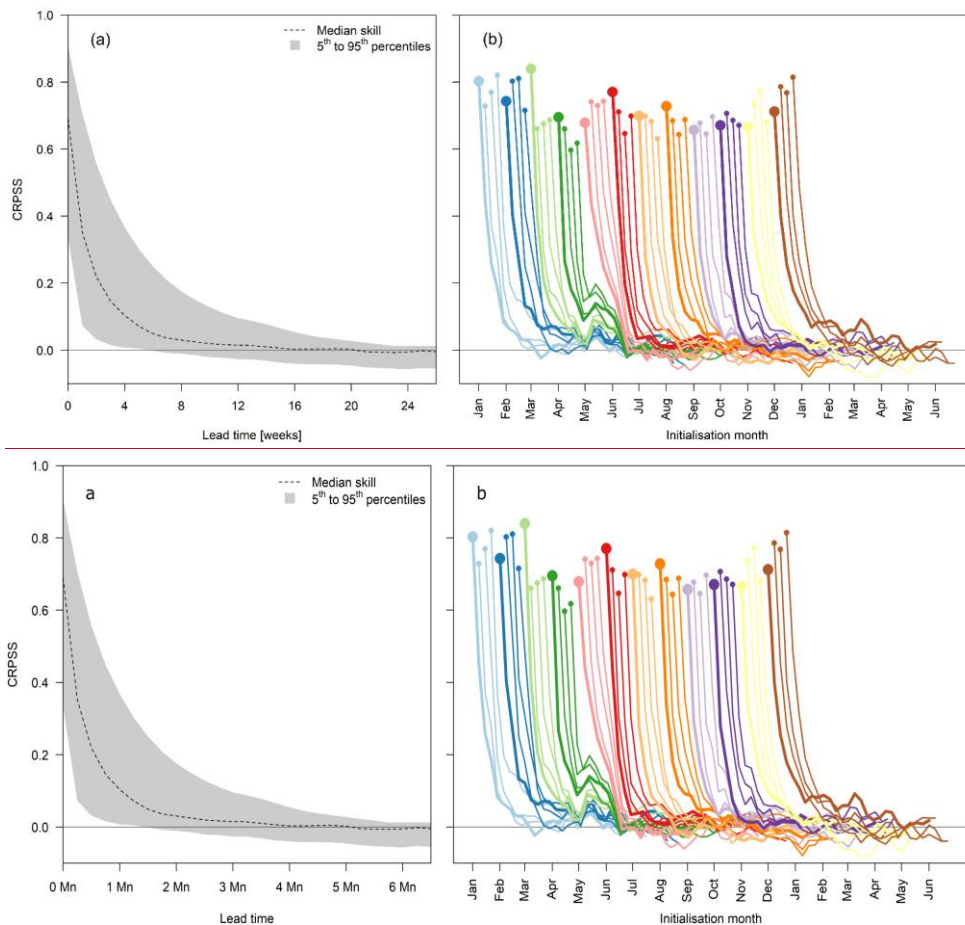 1.0
0.8
0.6
0.4
0.2
0.0
CRPSS
(a)
Median skill
5th to 95th percentiles
0 4 8 12 16 20 24
Lead time [weeks]
(b)
Jan Feb Mar Apr May Jun Jul Aug Sep Oct Nov Dec Jan Feb Mar Apr May Jun
Initialisation month
1.0
0.8
0.6
0.4
0.2
0.0
CRPSS
a
Median skill
5th to 95th percentiles
0 Mn 1 Mn 2 Mn 3 Mn 4 Mn 5 Mn 6 Mn
Lead time
b
Jan Feb Mar Apr May Jun Jul Aug Sep Oct Nov Dec Jan Feb Mar Apr May Jun
Initialisation month